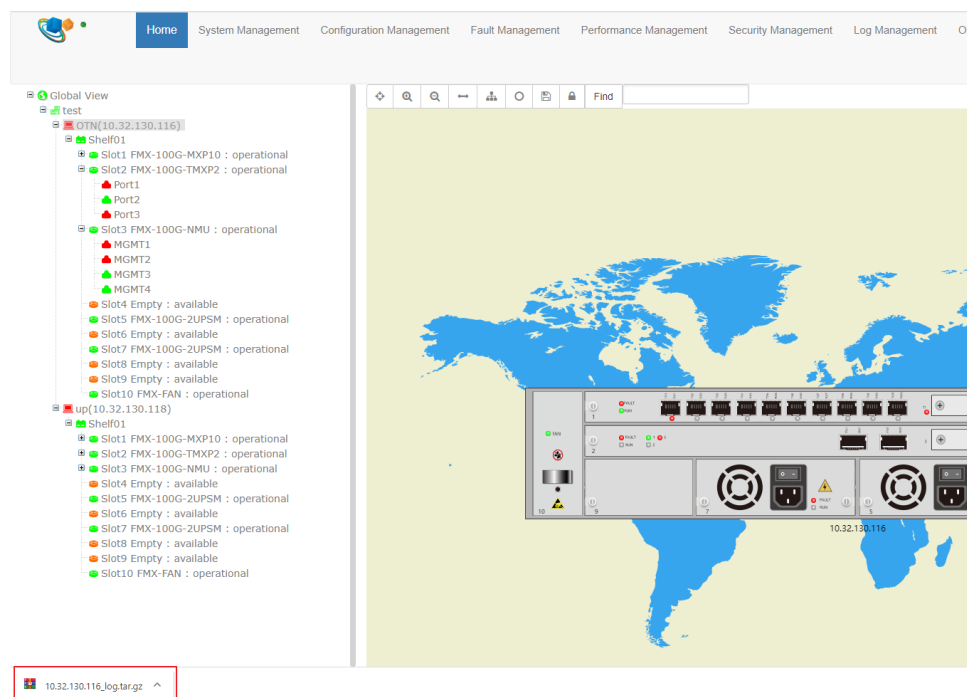 Home System Management Configuration Management Fault Management Performance Management Security Management Log Management O
Global View
test
OTN(10.32.130.116)
Shelf01
Slot1 FMX-100G-MXP10 : operational
Slot2 FMX-100G-TMXP2 : operational
Port1
Port2
Port3
Slot3 FMX-100G-NMU : operational
MGMT1
MGMT2
MGMT3
MGMT4
Slot4 Empty : available
Slot5 FMX-100G-2UPSM : operational
Slot6 Empty : available
Slot7 FMX-100G-2UPSM : operational
Slot8 Empty : available
Slot9 Empty : available
Slot10 FMX-FAN : operational
up(10.32.130.118)
Shelf01
Slot1 FMX-100G-MXP10 : operational
Slot2 FMX-100G-TMXP2 : operational
Slot3 FMX-100G-NMU : operational
Slot4 Empty : available
Slot5 FMX-100G-2UPSM : operational
Slot6 Empty : available
Slot7 FMX-100G-2UPSM : operational
Slot8 Empty : available
Slot9 Empty : available
Slot10 FMX-FAN : operational
Find
FAULT
RUN
1
FAN
FAULT
RUN
2
FAULT
RUN
10
9
7
5
10.32.130.116
10.32.130.116_log.tar.gz